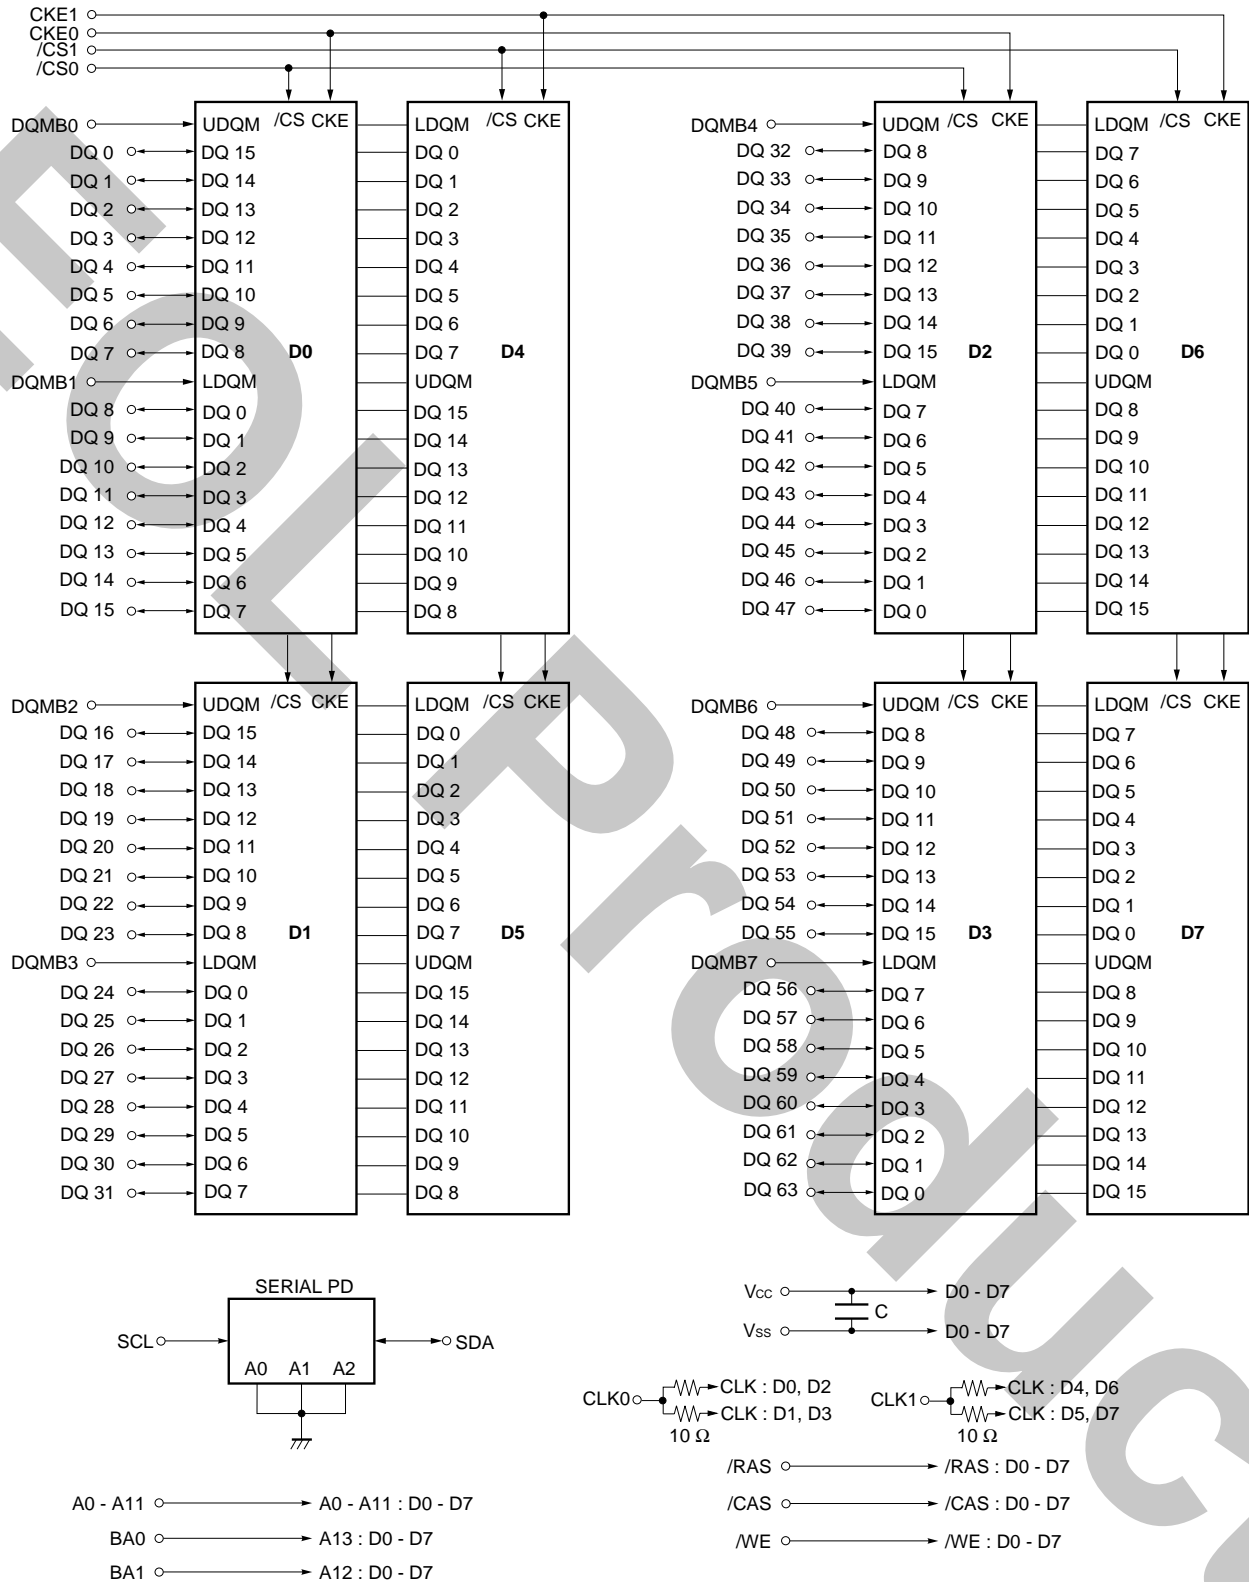 CKE1
CKE0
/CS1
/CS0
DQMB0 UDQM /CS CKE LDQM /CS CKE DQMB4 UDQM /CS CKE LDQM /CS CKE
DQ 0 DQ 15 DQ 0 DQ 32 DQ 8 DQ 7
DQ 1 DQ 14 DQ 1 DQ 33 DQ 9 DQ 6
DQ 2 DQ 13 DQ 2 DQ 34 DQ 10 DQ 5
DQ 3 DQ 12 DQ 3 DQ 35 DQ 11 DQ 4
DQ 4 DQ 11 DQ 4 DQ 36 DQ 12 DQ 3
DQ 5 DQ 10 DQ 5 DQ 37 DQ 13 DQ 2
DQ 6 DQ 9 DQ 6 DQ 38 DQ 14 DQ 1
DQ 7 DQ 8 D0 DQ 7 D4 DQ 39 DQ 15 D2 DQ 0 D6
DQMB1 LDQM UDQM DQMB5 LDQM UDQM
DQ 8 DQ 0 DQ 15 DQ 40 DQ 7 DQ 8
DQ 9 DQ 1 DQ 14 DQ 41 DQ 6 DQ 9
DQ 10 DQ 2 DQ 13 DQ 42 DQ 5 DQ 10
DQ 11 DQ 3 DQ 12 DQ 43 DQ 4 DQ 11
DQ 12 DQ 4 DQ 11 DQ 44 DQ 3 DQ 12
DQ 13 DQ 5 DQ 10 DQ 45 DQ 2 DQ 13
DQ 14 DQ 6 DQ 9 DQ 46 DQ 1 DQ 14
DQ 15 DQ 7 DQ 8 DQ 47 DQ 0 DQ 15
DQMB2 UDQM /CS CKE LDQM /CS CKE DQMB6 UDQM /CS CKE LDQM /CS CKE
DQ 16 DQ 15 DQ 0 DQ 48 DQ 8 DQ 7
DQ 17 DQ 14 DQ 1 DQ 49 DQ 9 DQ 6
DQ 18 DQ 13 DQ 2 DQ 50 DQ 10 DQ 5
DQ 19 DQ 12 DQ 3 DQ 51 DQ 11 DQ 4
DQ 20 DQ 11 DQ 4 DQ 52 DQ 12 DQ 3
DQ 21 DQ 10 DQ 5 DQ 53 DQ 13 DQ 2
DQ 22 DQ 9 DQ 6 DQ 54 DQ 14 DQ 1
DQ 23 DQ 8 D1 DQ 7 D5 DQ 55 DQ 15 D3 DQ 0 D7
DQMB3 LDQM UDQM DQMB7 LDQM UDQM
DQ 24 DQ 0 DQ 15 DQ 56 DQ 7 DQ 8
DQ 25 DQ 1 DQ 14 DQ 57 DQ 6 DQ 9
DQ 26 DQ 2 DQ 13 DQ 58 DQ 5 DQ 10
DQ 27 DQ 3 DQ 12 DQ 59 DQ 4 DQ 11
DQ 28 DQ 4 DQ 11 DQ 60 DQ 3 DQ 12
DQ 29 DQ 5 DQ 10 DQ 61 DQ 2 DQ 13
DQ 30 DQ 6 DQ 9 DQ 62 DQ 1 DQ 14
DQ 31 DQ 7 DQ 8 DQ 63 DQ 0 DQ 15
SERIAL PD
SCL SDA
A0 A1 A2
Vcc D0 - D7
C
Vss D0 - D7
CLK0 CLK : D0, D2
CLK : D1, D3
10 Ω
CLK1 CLK : D4, D6
CLK : D5, D7
10 Ω
/RAS /RAS : D0 - D7
/CAS /CAS : D0 - D7
/WE /WE : D0 - D7
A0 - A11 A0 - A11 : D0 - D7
BA0 A13 : D0 - D7
BA1 A12 : D0 - D7
EOL Product